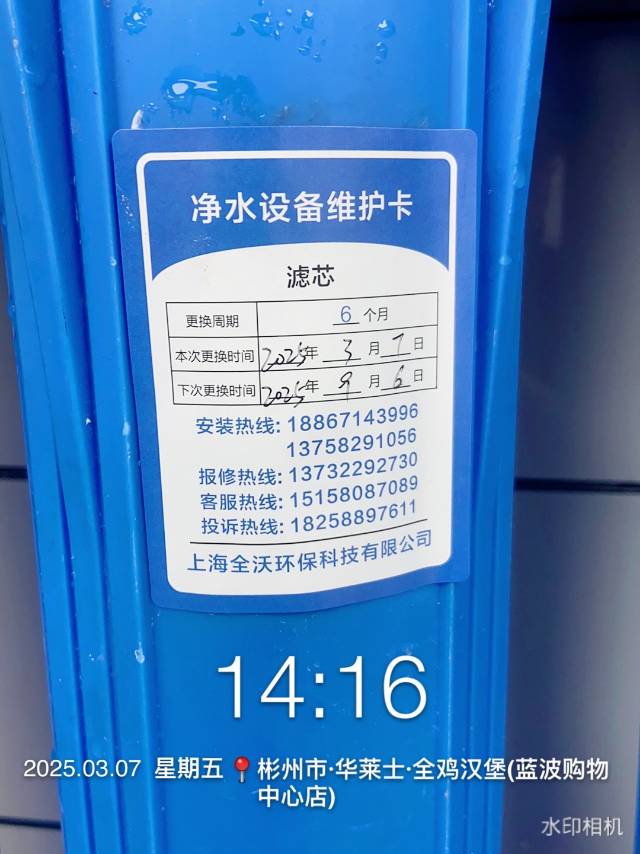 净水设备维护卡
滤芯
更换周期 6 个月
本次更换时间 2025年 3 月 7 日
下次更换时间 2025年 9 月 6 日
安装热线: 18867143996
13758291056
报修热线: 13732292730
客服热线: 15158087089
投诉热线: 18258897611
上海全沃环保科技有限公司
14:16
2025.03.07 星期五 彬州市·华莱士·全鸡汉堡(蓝波购物
中心店)
水印相机